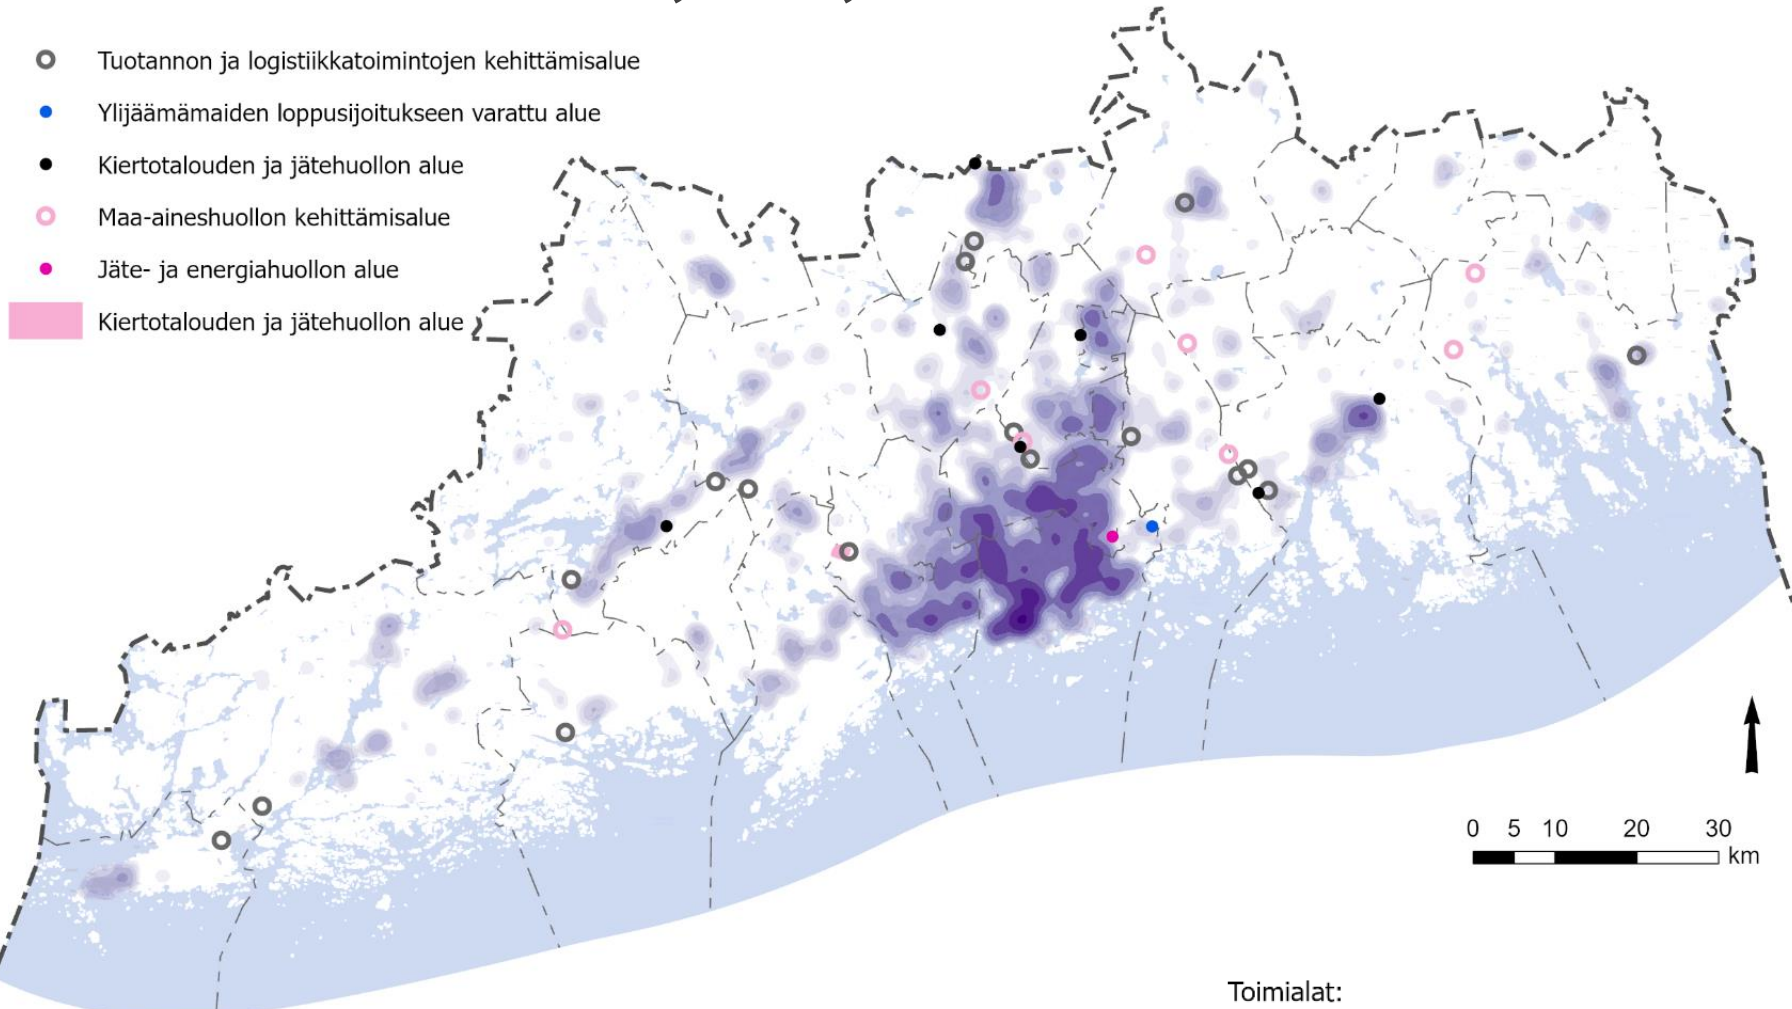 Tuotannon ja logistiikkatoimintojen kehittämisalue
Ylijäämämaiden loppusijoitukseen varattu alue
Kiertotalouden ja jätehuollon alue
Maa-aineshuollon kehittämisalue
Jäte- ja energiahuollon alue
Kiertotalouden ja jätehuollon alue
0 5 10 20 30
km
Toimialat: